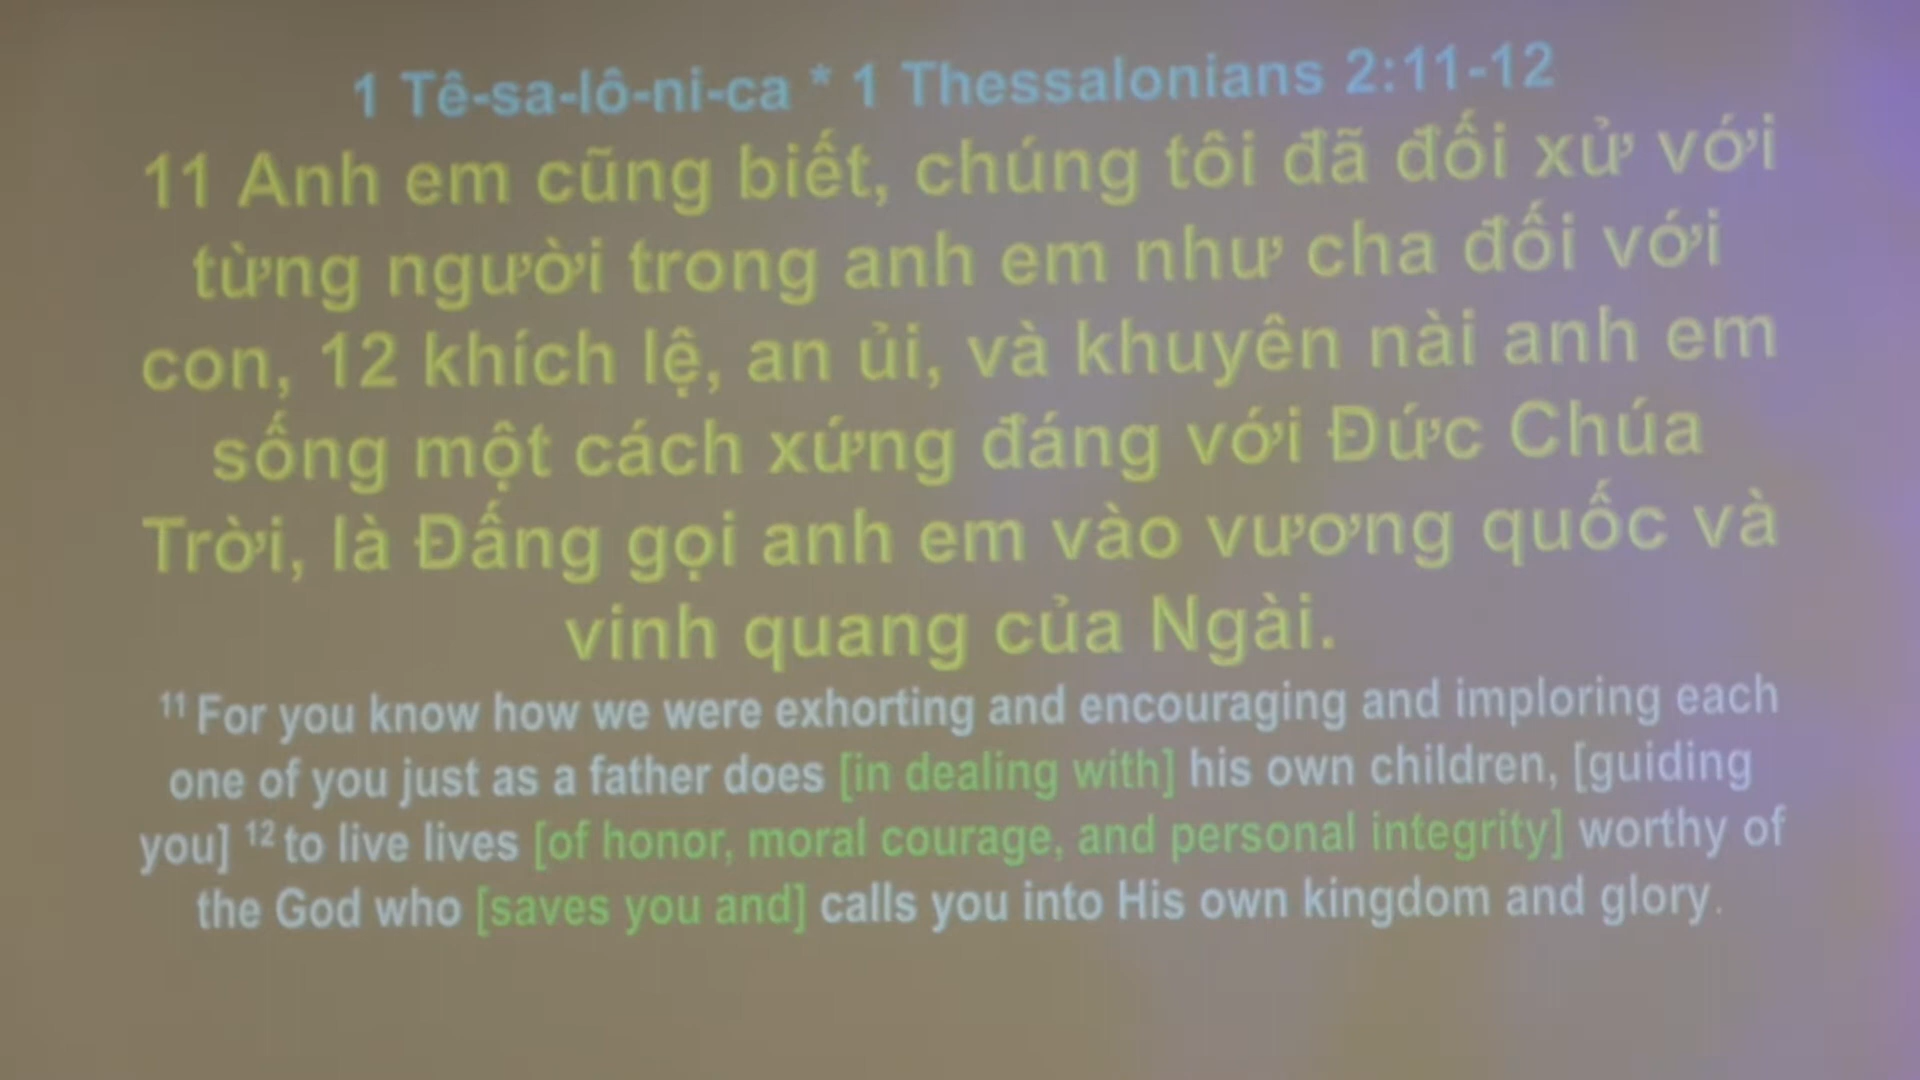 1 Tê-sa-lô-ni-ca * 1 Thessalonians 2:11-12
11 Anh em cũng biết, chúng tôi đã đối xử với
từng người trong anh em như cha đối với
con, 12 khích lệ, an ủi, và khuyên nài anh em
sống một cách xứng đáng với Đức Chúa
Trời, là Đấng gọi anh em vào vương quốc và
vinh quang của Ngài.
11 For you know how we were exhorting and encouraging and imploring each
one of you just as a father does [in dealing with] his own children, [guiding
you] 12 to live lives [of honor, moral courage, and personal integrity] worthy of
the God who [saves you and] calls you into His own kingdom and glory.